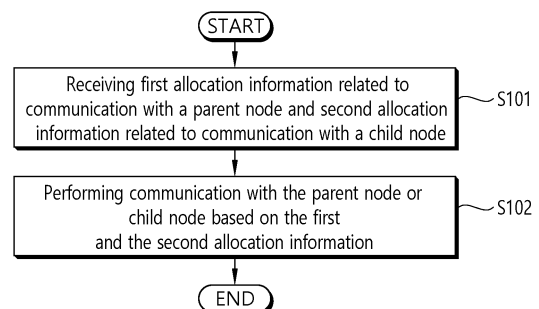 START
Receiving first allocation information related to
communication with a parent node and second allocation
information related to communication with a child node
S101
Performing communication with the parent node or
child node based on the first
and the second allocation information
S102
END